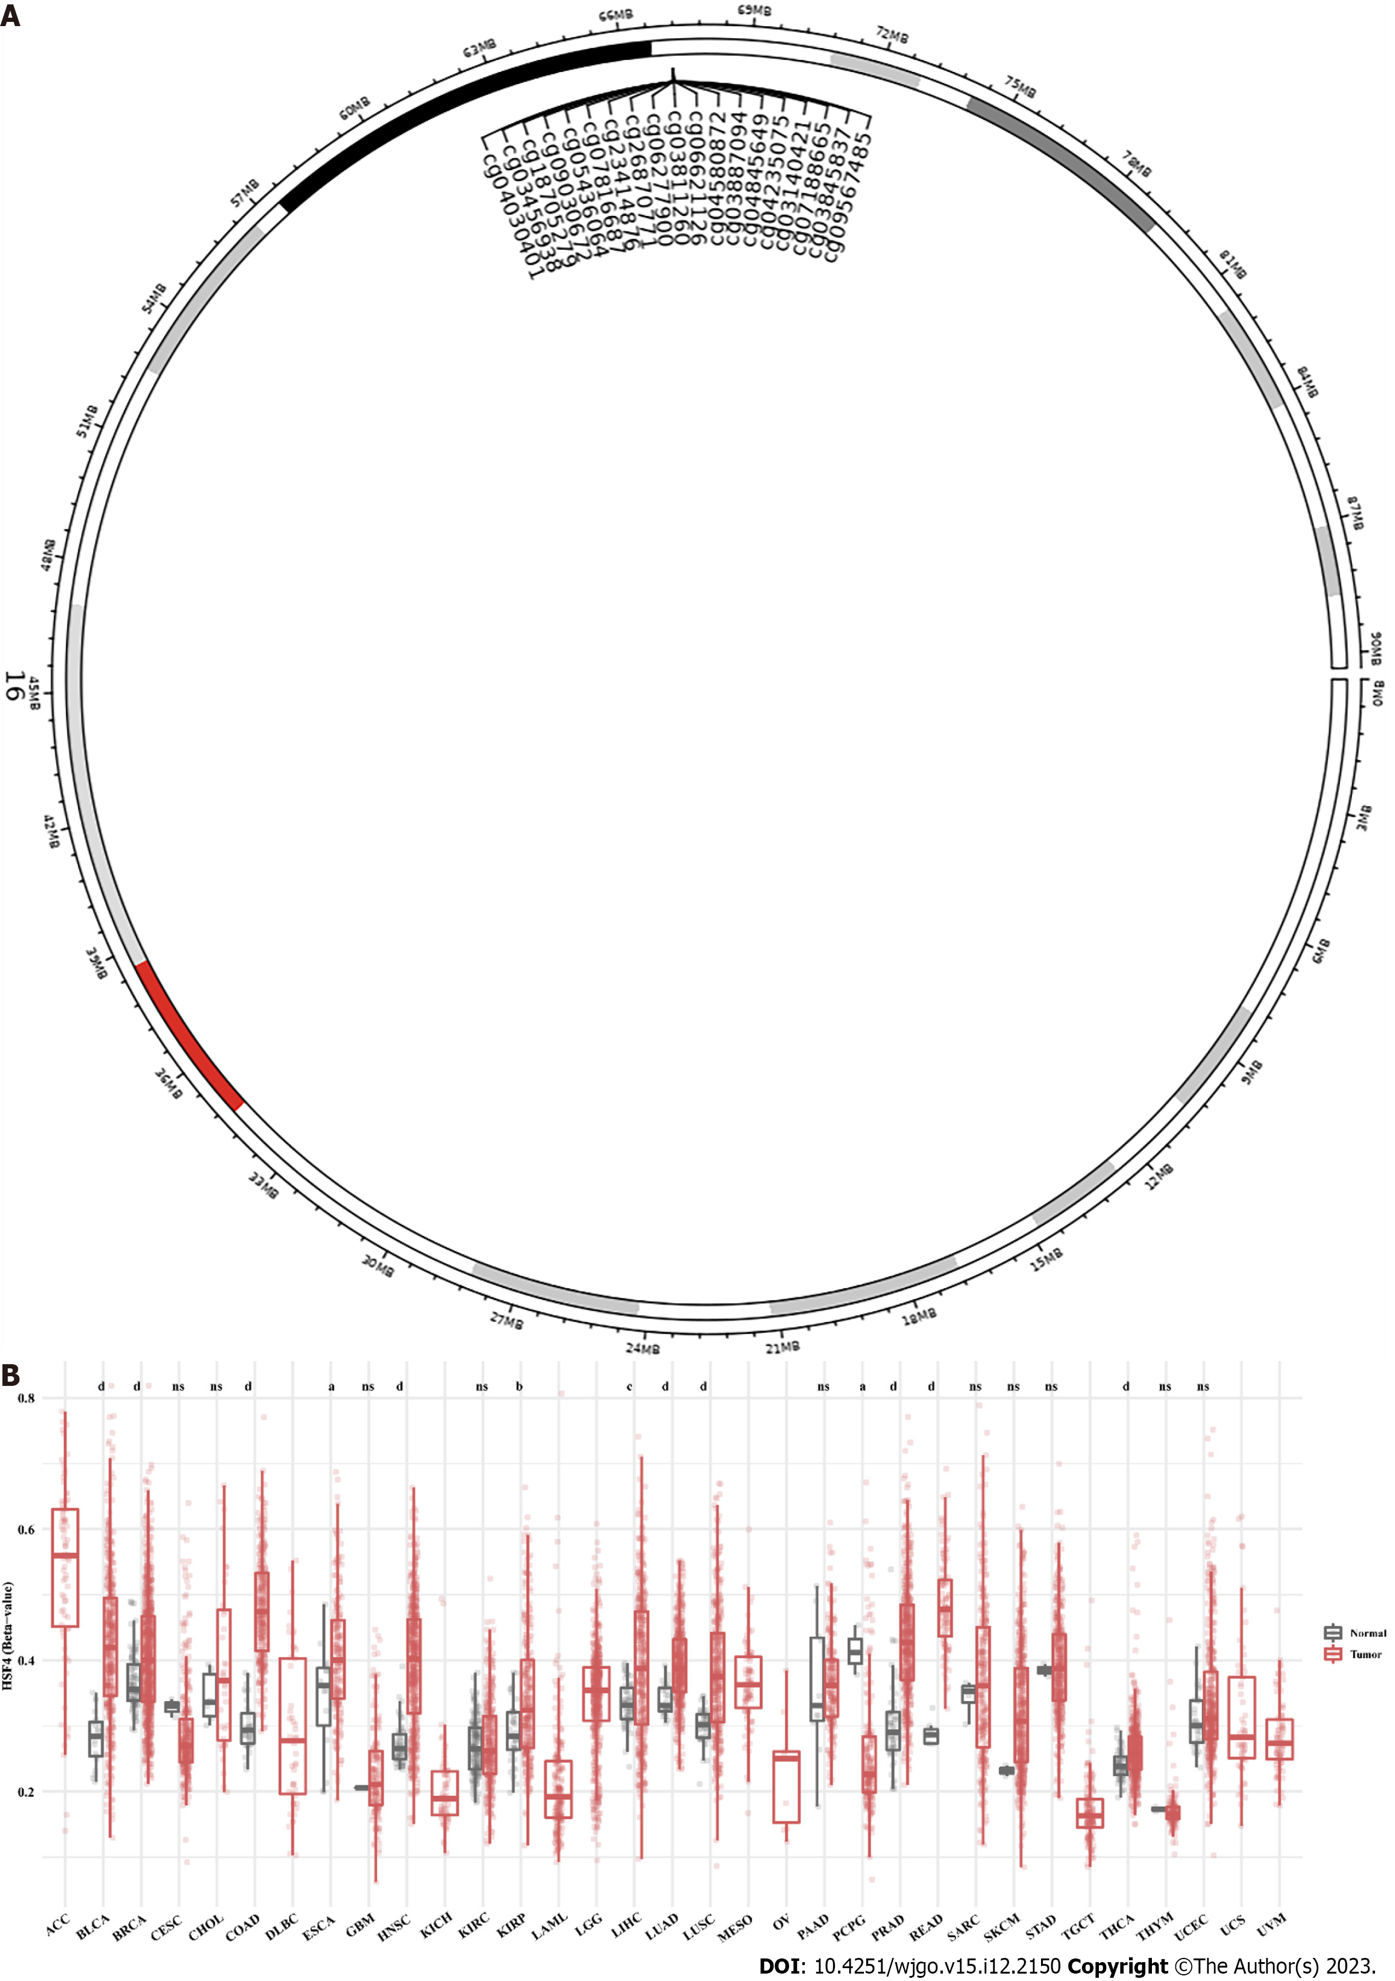 A
0MB
3MB
6MB
9MB
12MB
15MB
18MB
21MB
24MB
27MB
30MB
33MB
36MB
39MB
42MB
45MB
48MB
51MB
54MB
57MB
60MB
63MB
66MB
69MB
72MB
75MB
78MB
81MB
84MB
87MB
90MB
16
cg04030401
cg03456938
cg18705279
cg09030672
cg05436064
cg07816687
cg23414876
cg26870771
cg06277900
cg03811260
cg09921126
cg04580872
cg03887094
cg04845649
cg04235075
cg03140421
cg07188665
cg03845837
cg09567485
B
d d ns ns d a ns d ns b c d d ns a d d ns ns ns d ns ns
0.8
0.6
0.4
0.2
HSF4 (Beta-value)
Normal
Tumor
ACC BLCA BRCA CESC CHOL COAD DLBC ESCA GBM HNSC KICH KIRC KIRP LAML LGG LIHC LUAD LUSC MESO OV PAAD PCPG PRAD READ SARC SKCM STAD TGCT THCA THYM UCEC UCS UVM
DOI: 10.4251/wjgo.v15.i12.2150 Copyright ©The Author(s) 2023.